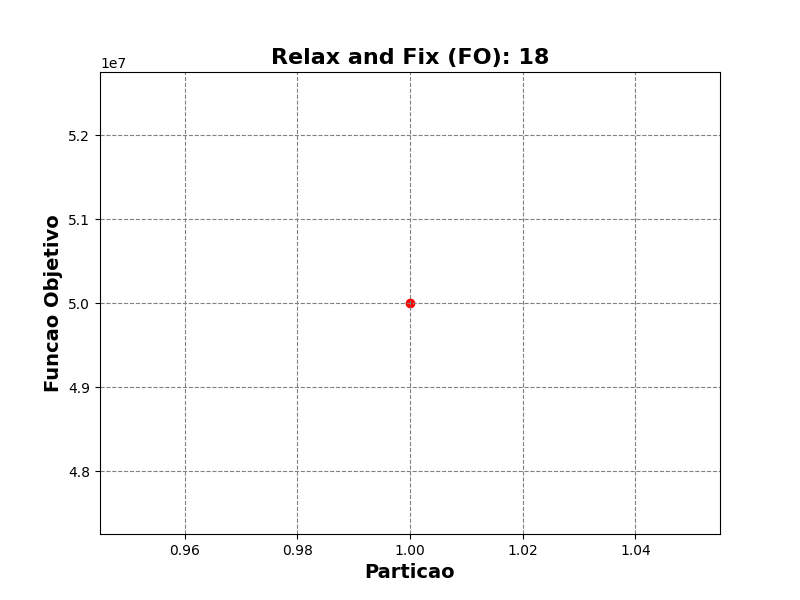 Relax and Fix (FO): 18
1e7
5.2
5.1
5.0
4.9
4.8
Funcao Objetivo
0.96 0.98 1.00 1.02 1.04
Particao